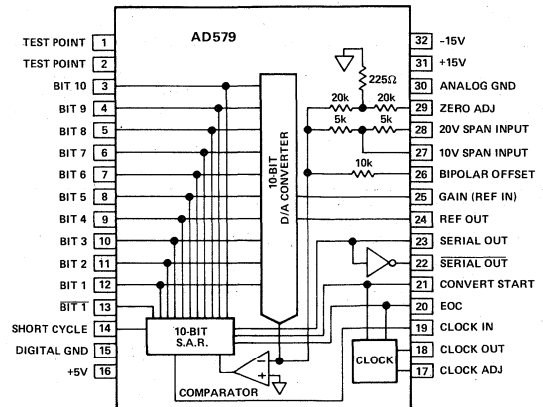 AD579
TEST POINT 1
TEST POINT 2
BIT 10 3
BIT 9 4
BIT 8 5
BIT 7 6
BIT 6 7
BIT 5 8
BIT 4 9
BIT 3 10
BIT 2 11
BIT 1 12
BIT 1 13
SHORT CYCLE 14
DIGITAL GND 15
+5V 16
10-BIT
D/A CONVERTER
10-BIT
S.A.R.
COMPARATOR
−
+
CLOCK
225Ω
20k 20k
5k 5k
10k
32 −15V
31 +15V
30 ANALOG GND
29 ZERO ADJ
28 20V SPAN INPUT
27 10V SPAN INPUT
26 BIPOLAR OFFSET
25 GAIN (REF IN)
24 REF OUT
23 SERIAL OUT
22 SERIAL OUT
21 CONVERT START
20 EOC
19 CLOCK IN
18 CLOCK OUT
17 CLOCK ADJ